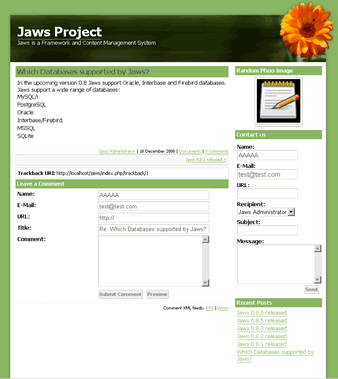 Jaws Project
Jaws is a Framework and Content Management System
Which Databases supported by Jaws?
In the upcoming version 0.8 Jaws support Oracle, Interbase and Firebird databases.
Jaws support a wide range of databases:
MySQL/i
PostgreSQL
Oracle
Interbase/Firebird
MSSQL
SQLite
Jaws Administrator | 18 December 2008 | Documents | 0 comments
Jaws 0.8.1 released >
Trackback URI: http://localhost/jaws/index.php/trackback/1
Leave a Comment
Name:
AAAAA
E-Mail:
test@test.com
URL:
http://
Title:
Re: Which Databases supported by Jaws?
Comment:
Submit Comment Preview
Comment XML feeds: RSS | Atom
Random Phoo Image
Contact us
Name:
AAAAA
E-Mail:
test@test.com
URL:
Recipient:
Jaws Administrator
Subject:
Message:
Send
Recent Posts
Jaws 0.8.6 released
Jaws 0.8.5 released
Jaws 0.8.3 released
Jaws 0.8.2 released
Jaws 0.8.1 released
Which Databases supported by
Jaws?